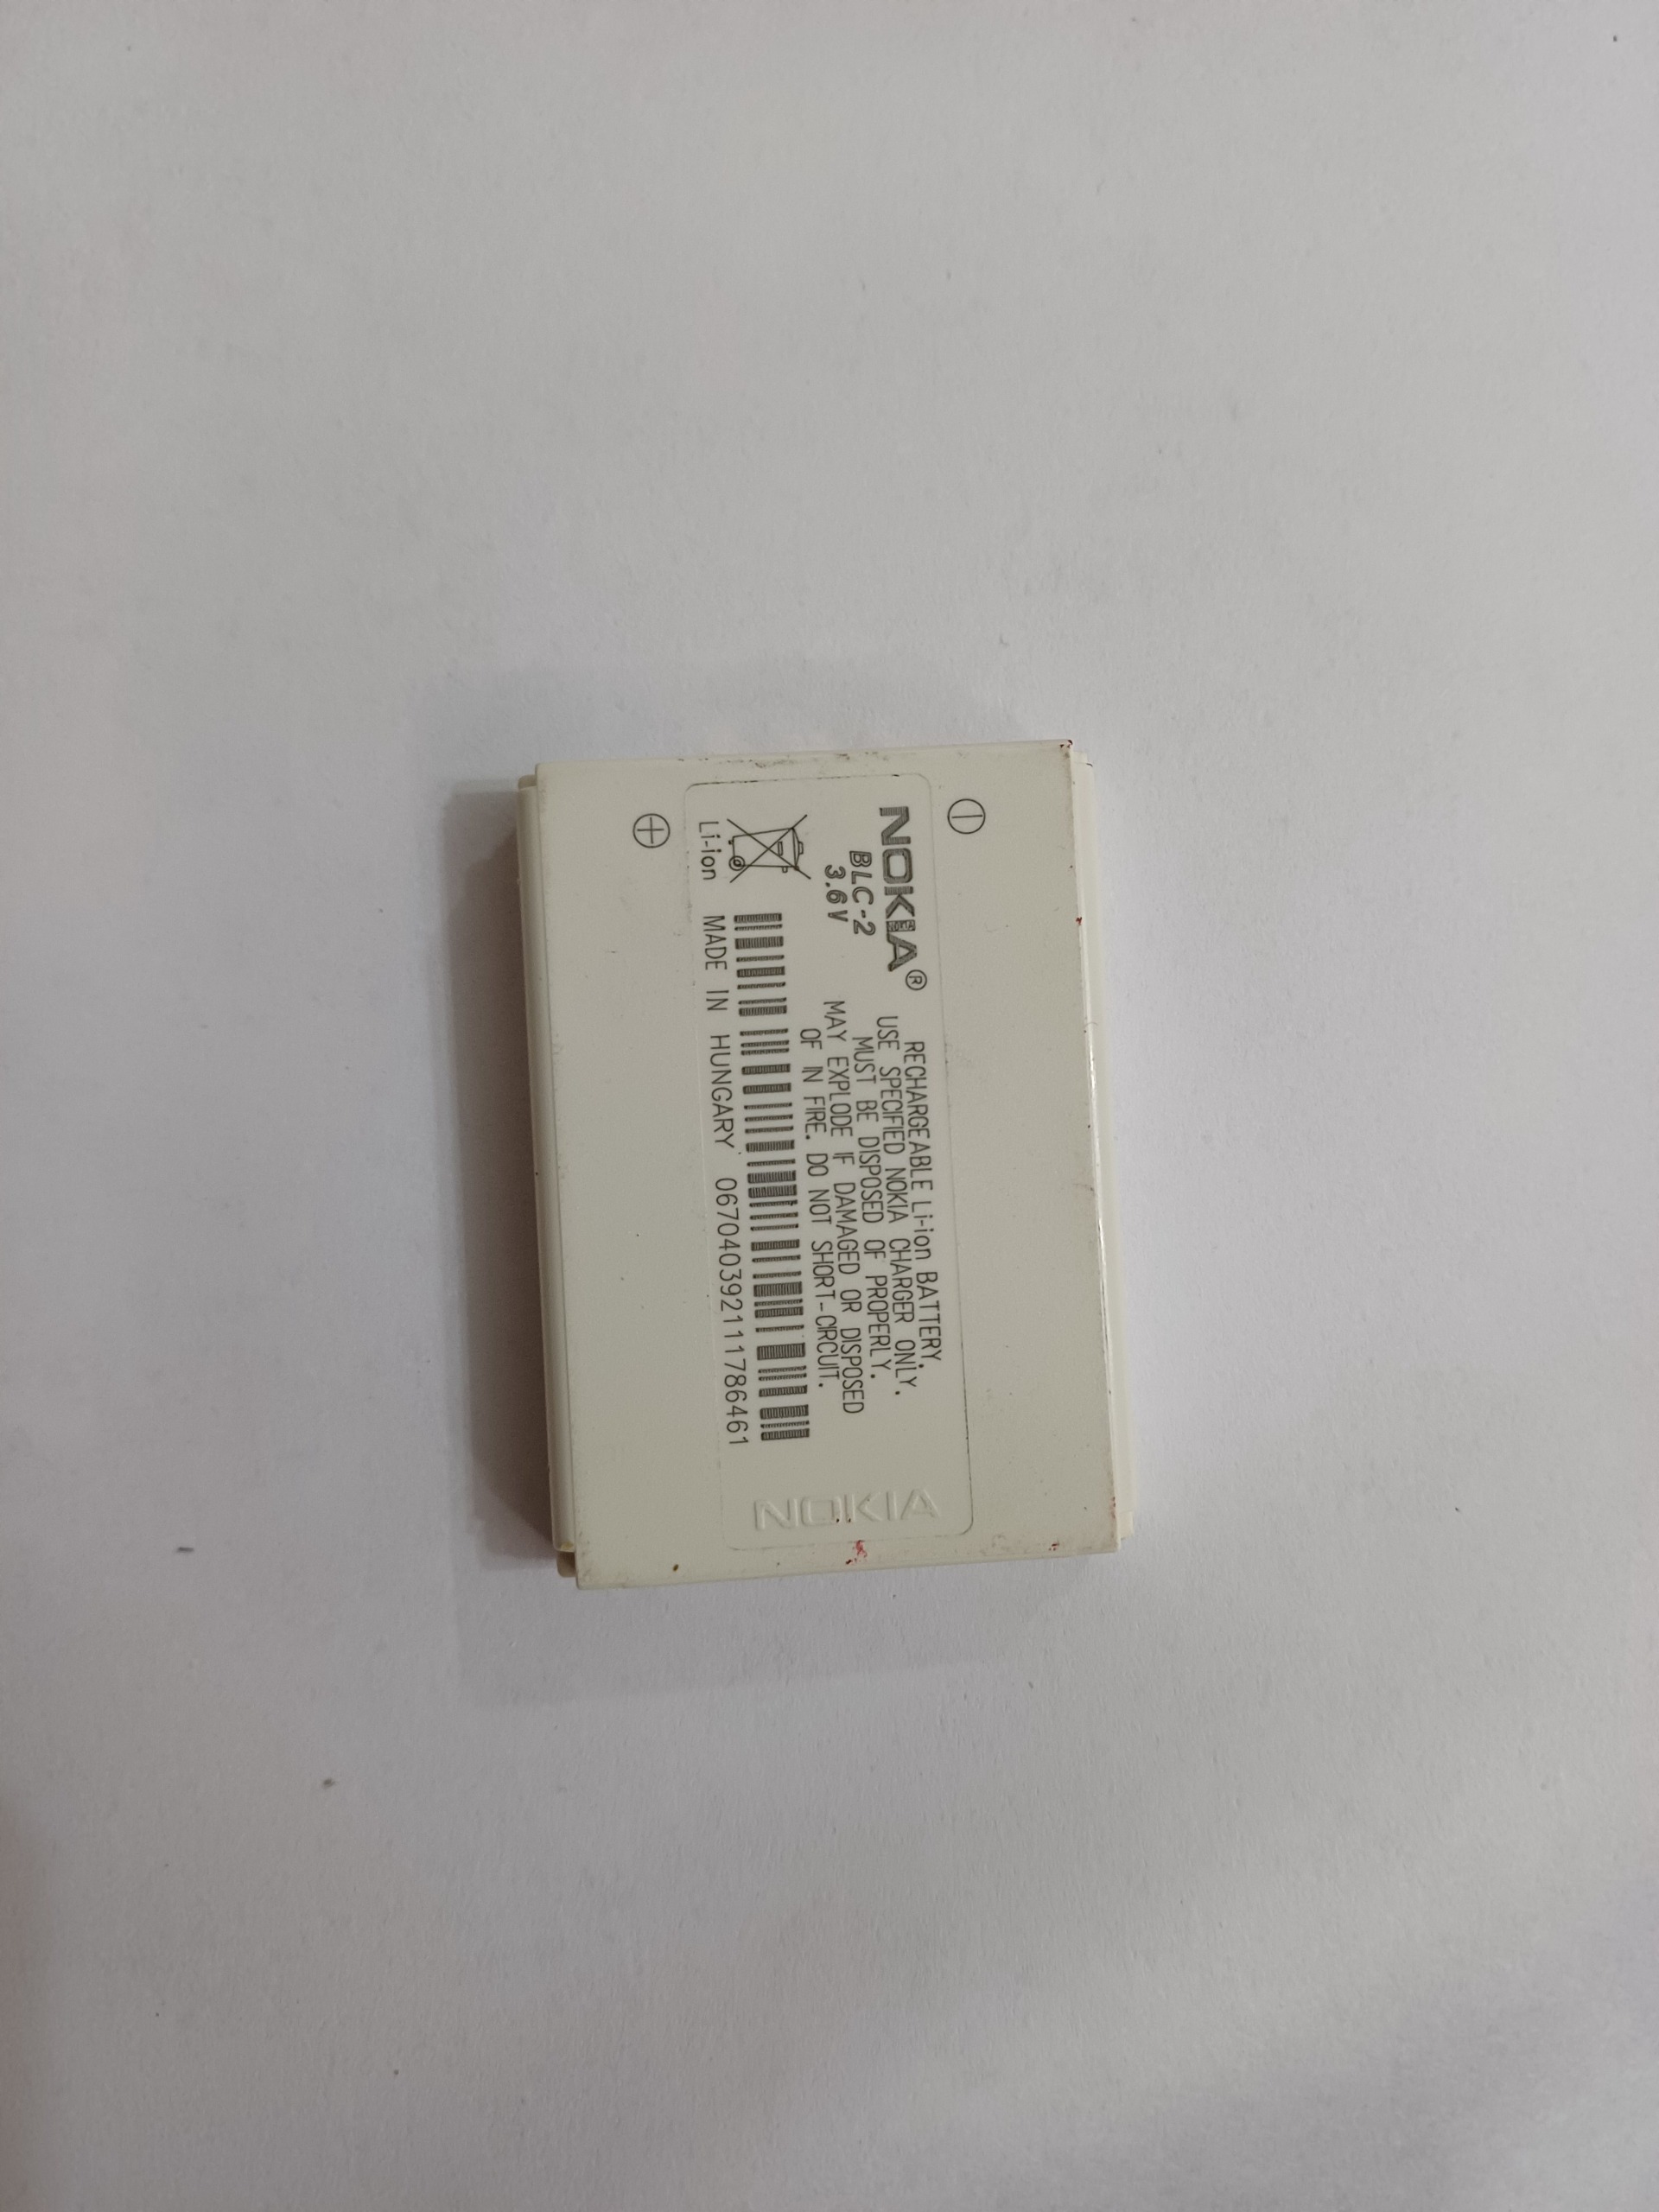 NOKIA®
BLC-2
3.6V
RECHARGEABLE Li-ion BATTERY.
USE SPECIFIED NOKIA CHARGER ONLY.
MUST BE DISPOSED OF PROPERLY.
MAY EXPLODE IF DAMAGED OR DISPOSED
OF IN FIRE. DO NOT SHORT-CIRCUIT.
Li-ion MADE IN HUNGARY 067040392111786461
NOKIA